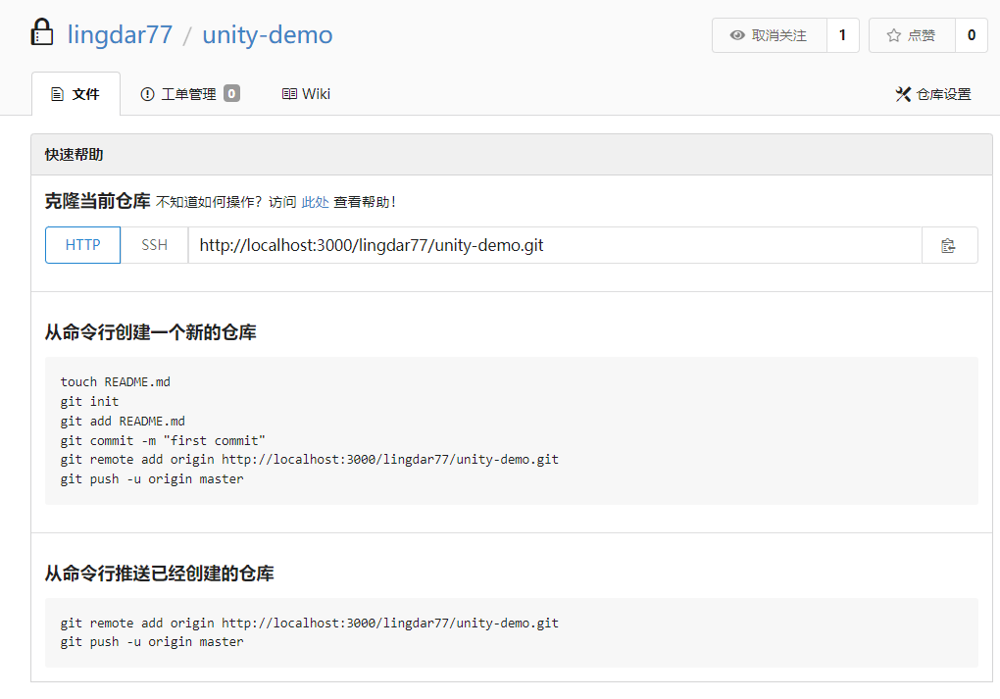 lingdar77 / unity-demo
取消关注 1 点赞 0
文件 工单管理 0 Wiki 仓库设置
快速帮助
克隆当前仓库 不知道如何操作？访问 此处 查看帮助！
HTTP SSH http://localhost:3000/lingdar77/unity-demo.git
从命令行创建一个新的仓库
touch README.md
git init
git add README.md
git commit -m "first commit"
git remote add origin http://localhost:3000/lingdar77/unity-demo.git
git push -u origin master
从命令行推送已经创建的仓库
git remote add origin http://localhost:3000/lingdar77/unity-demo.git
git push -u origin master